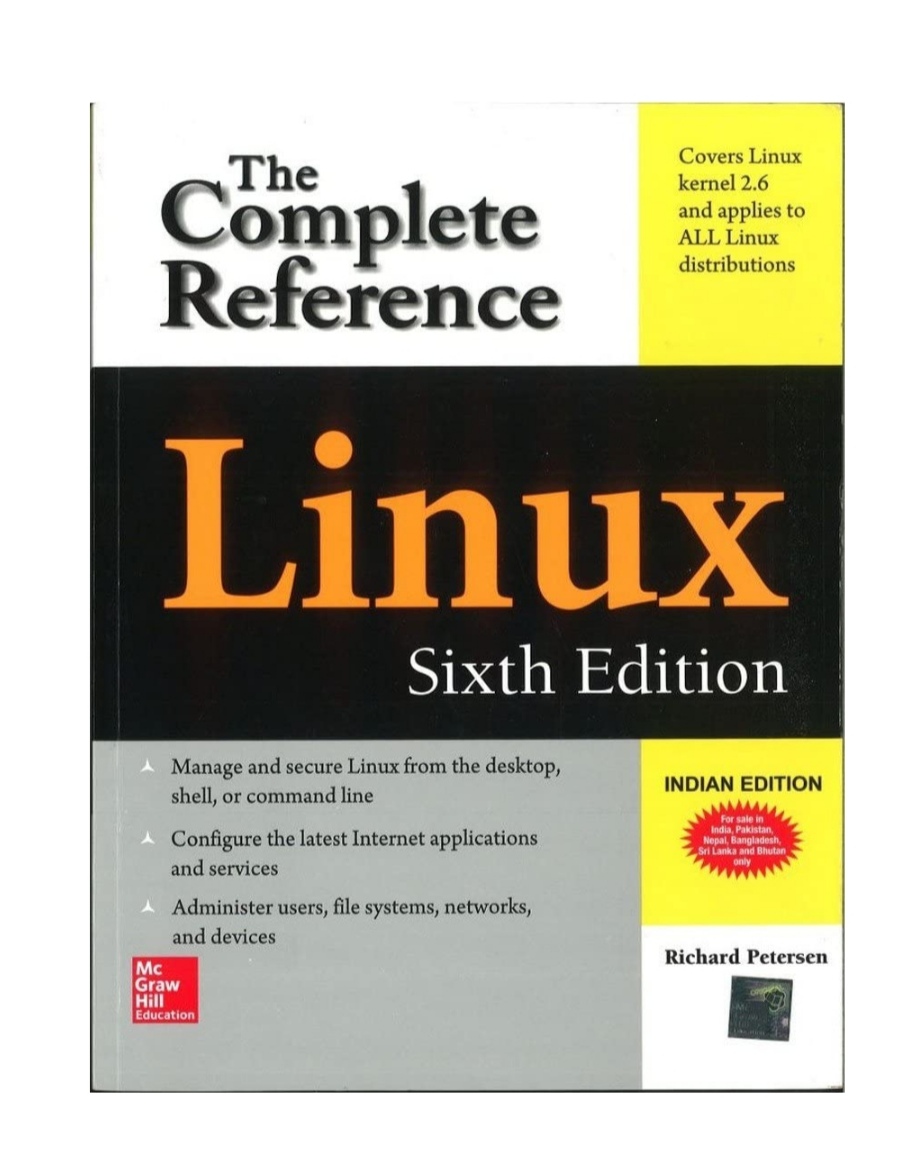 The
Complete
Reference
Covers Linux
kernel 2.6
and applies to
ALL Linux
distributions
Linux
Sixth Edition
Manage and secure Linux from the desktop,
shell, or command line
Configure the latest Internet applications
and services
Administer users, file systems, networks,
and devices
Mc
Graw
Hill
Education
INDIAN EDITION
For sale in
India, Pakistan,
Nepal, Bangladesh,
Sri Lanka and Bhutan
only
Richard Petersen